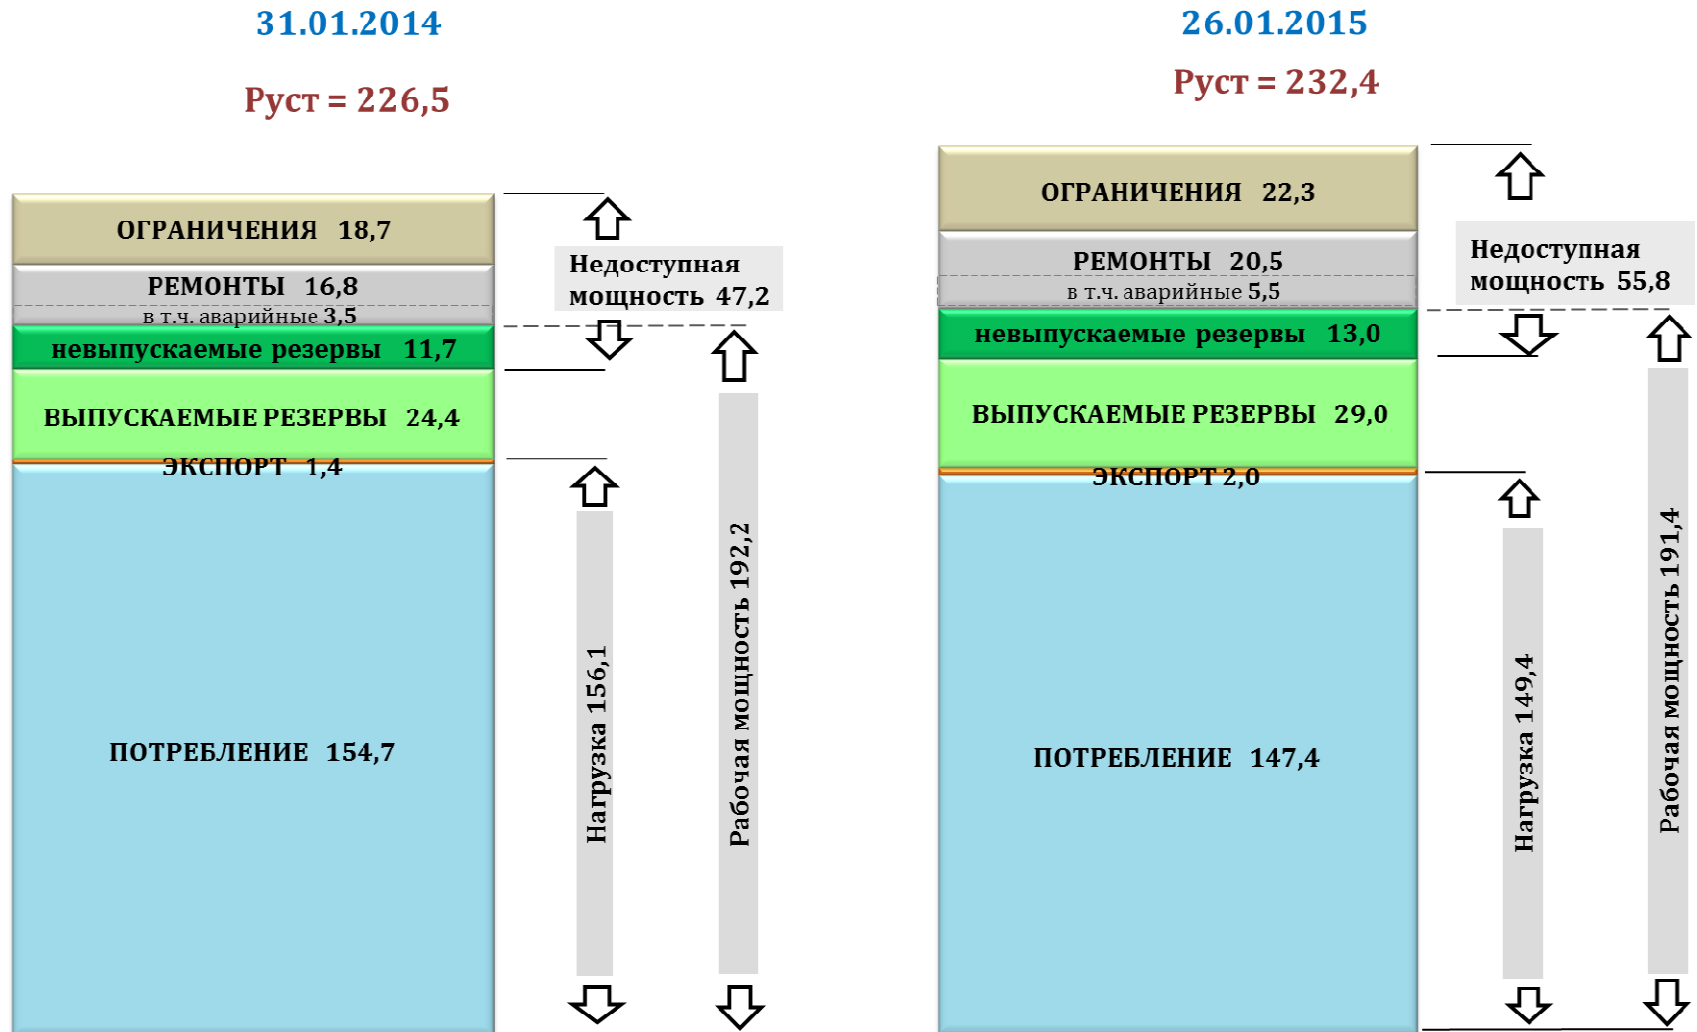 31.01.2014
Руст = 226,5
ОГРАНИЧЕНИЯ 18,7
РЕМОНТЫ 16,8
в т.ч. аварийные 3,5
невыпускаемые резервы 11,7
ВЫПУСКАЕМЫЕ РЕЗЕРВЫ 24,4
ЭКСПОРТ 1,4
ПОТРЕБЛЕНИЕ 154,7
Недоступная
мощность 47,2
Нагрузка 156,1
Рабочая мощность 192,2
26.01.2015
Руст = 232,4
ОГРАНИЧЕНИЯ 22,3
РЕМОНТЫ 20,5
в т.ч. аварийные 5,5
невыпускаемые резервы 13,0
ВЫПУСКАЕМЫЕ РЕЗЕРВЫ 29,0
ЭКСПОРТ 2,0
ПОТРЕБЛЕНИЕ 147,4
Недоступная
мощность 55,8
Нагрузка 149,4
Рабочая мощность 191,4